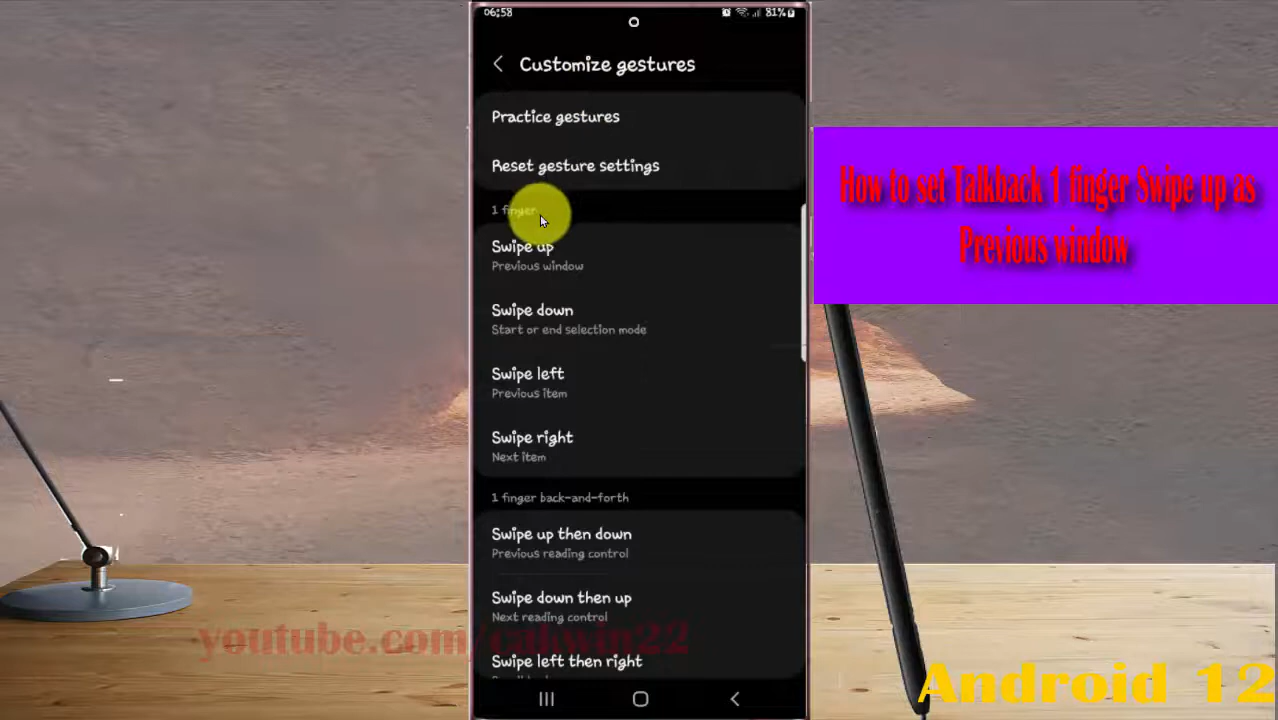 06:58
81%
Customize gestures
Practice gestures
Reset gesture settings
1 finger
Swipe up
Previous window
Swipe down
Start or end selection mode
Swipe left
Previous item
Swipe right
Next item
1 finger back-and-forth
Swipe up then down
Previous reading control
Swipe down then up
Next reading control
Swipe left then right
How to set Talkback 1 finger Swipe up as
Previous window
youtube.com/cakwin22
Android 12